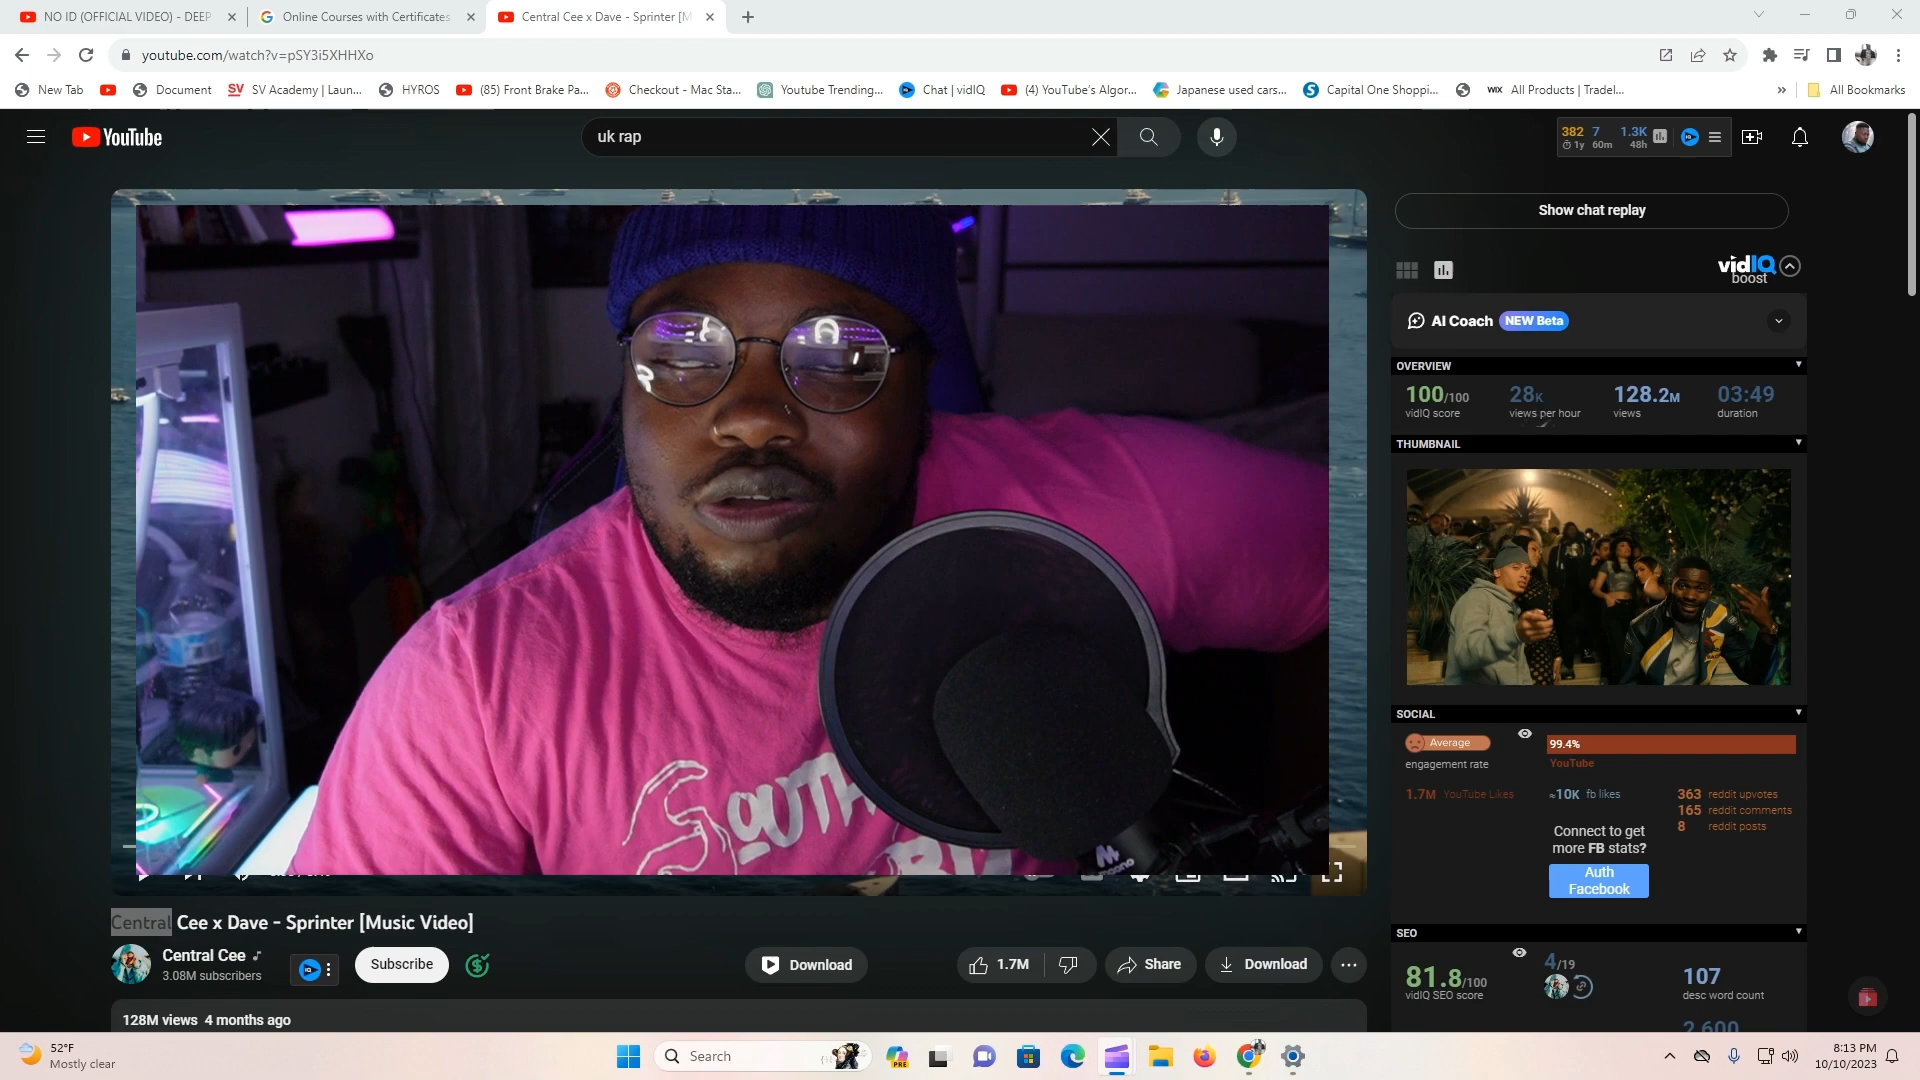 NO ID (OFFICIAL VIDEO) - DEEP
Online Courses with Certificates
Central Cee x Dave - Sprinter [M
youtube.com/watch?v=pSY3i5XHHXo
New Tab
Document
SV SV Academy | Laun...
HYROS
(85) Front Brake Pa...
Checkout - Mac Sta...
Youtube Trending...
Chat | vidIQ
(4) YouTube's Algor...
Japanese used cars...
Capital One Shoppi...
WIX All Products | Tradel...
»
All Bookmarks
YouTube
uk rap
382 7 1.3K
1y 60m 48h
Show chat replay
vidIQ
boost
AI Coach NEW Beta
OVERVIEW
100/100 28K 128.2M 03:49
vidIQ score views per hour views duration
THUMBNAIL
SOCIAL
Average 99.4%
engagement rate YouTube
1.7M YouTube Likes ≈10K fb likes 363 reddit upvotes
165 reddit comments
8 reddit posts
Connect to get
more FB stats?
Auth
Facebook
SOUTH
Central Cee x Dave - Sprinter [Music Video]
Central Cee
3.08M subscribers
Subscribe
Download
1.7M
Share
Download
SEO
81.8/100 4/19 107
vidIQ SEO score desc word count
2,600
128M views 4 months ago
52°F
Mostly clear
Search
PRE
8:13 PM
10/10/2023